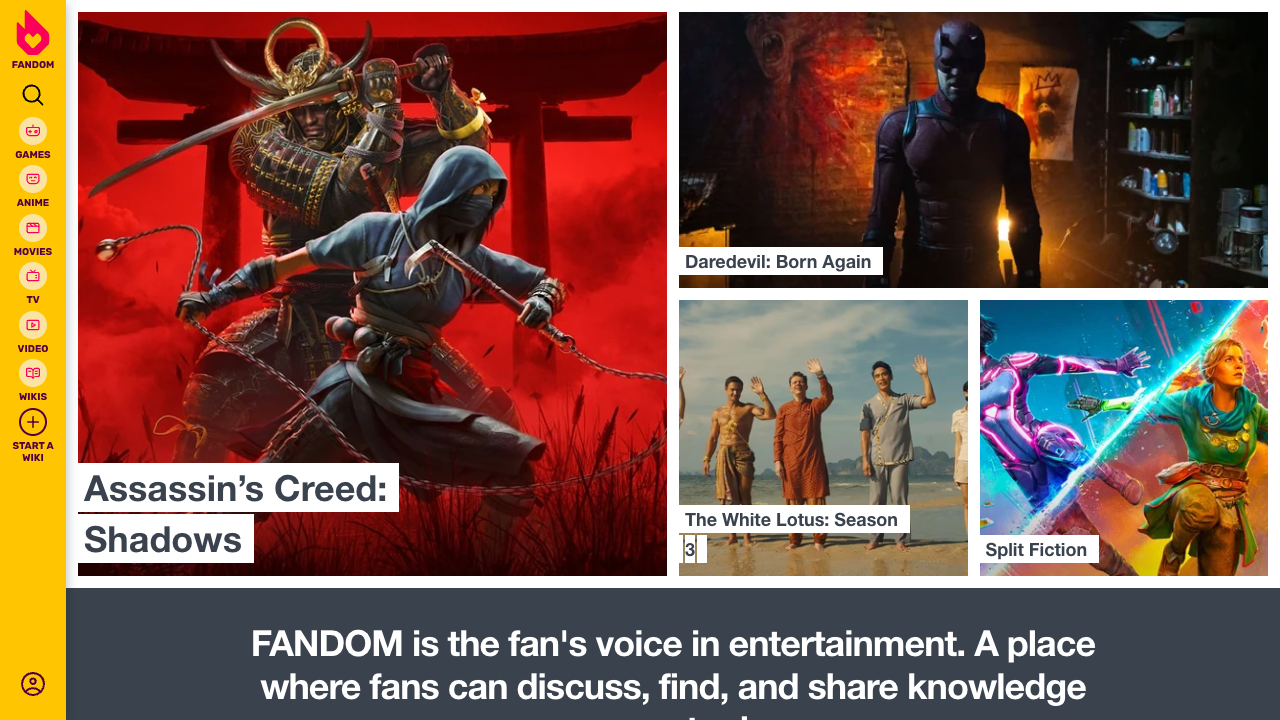 FANDOM
GAMES
ANIME
MOVIES
TV
VIDEO
WIKIS
START A
WIKI
Assassin’s Creed:
Shadows
Daredevil: Born Again
The White Lotus: Season
3
Split Fiction
FANDOM is the fan's voice in entertainment. A place
where fans can discuss, find, and share knowledge